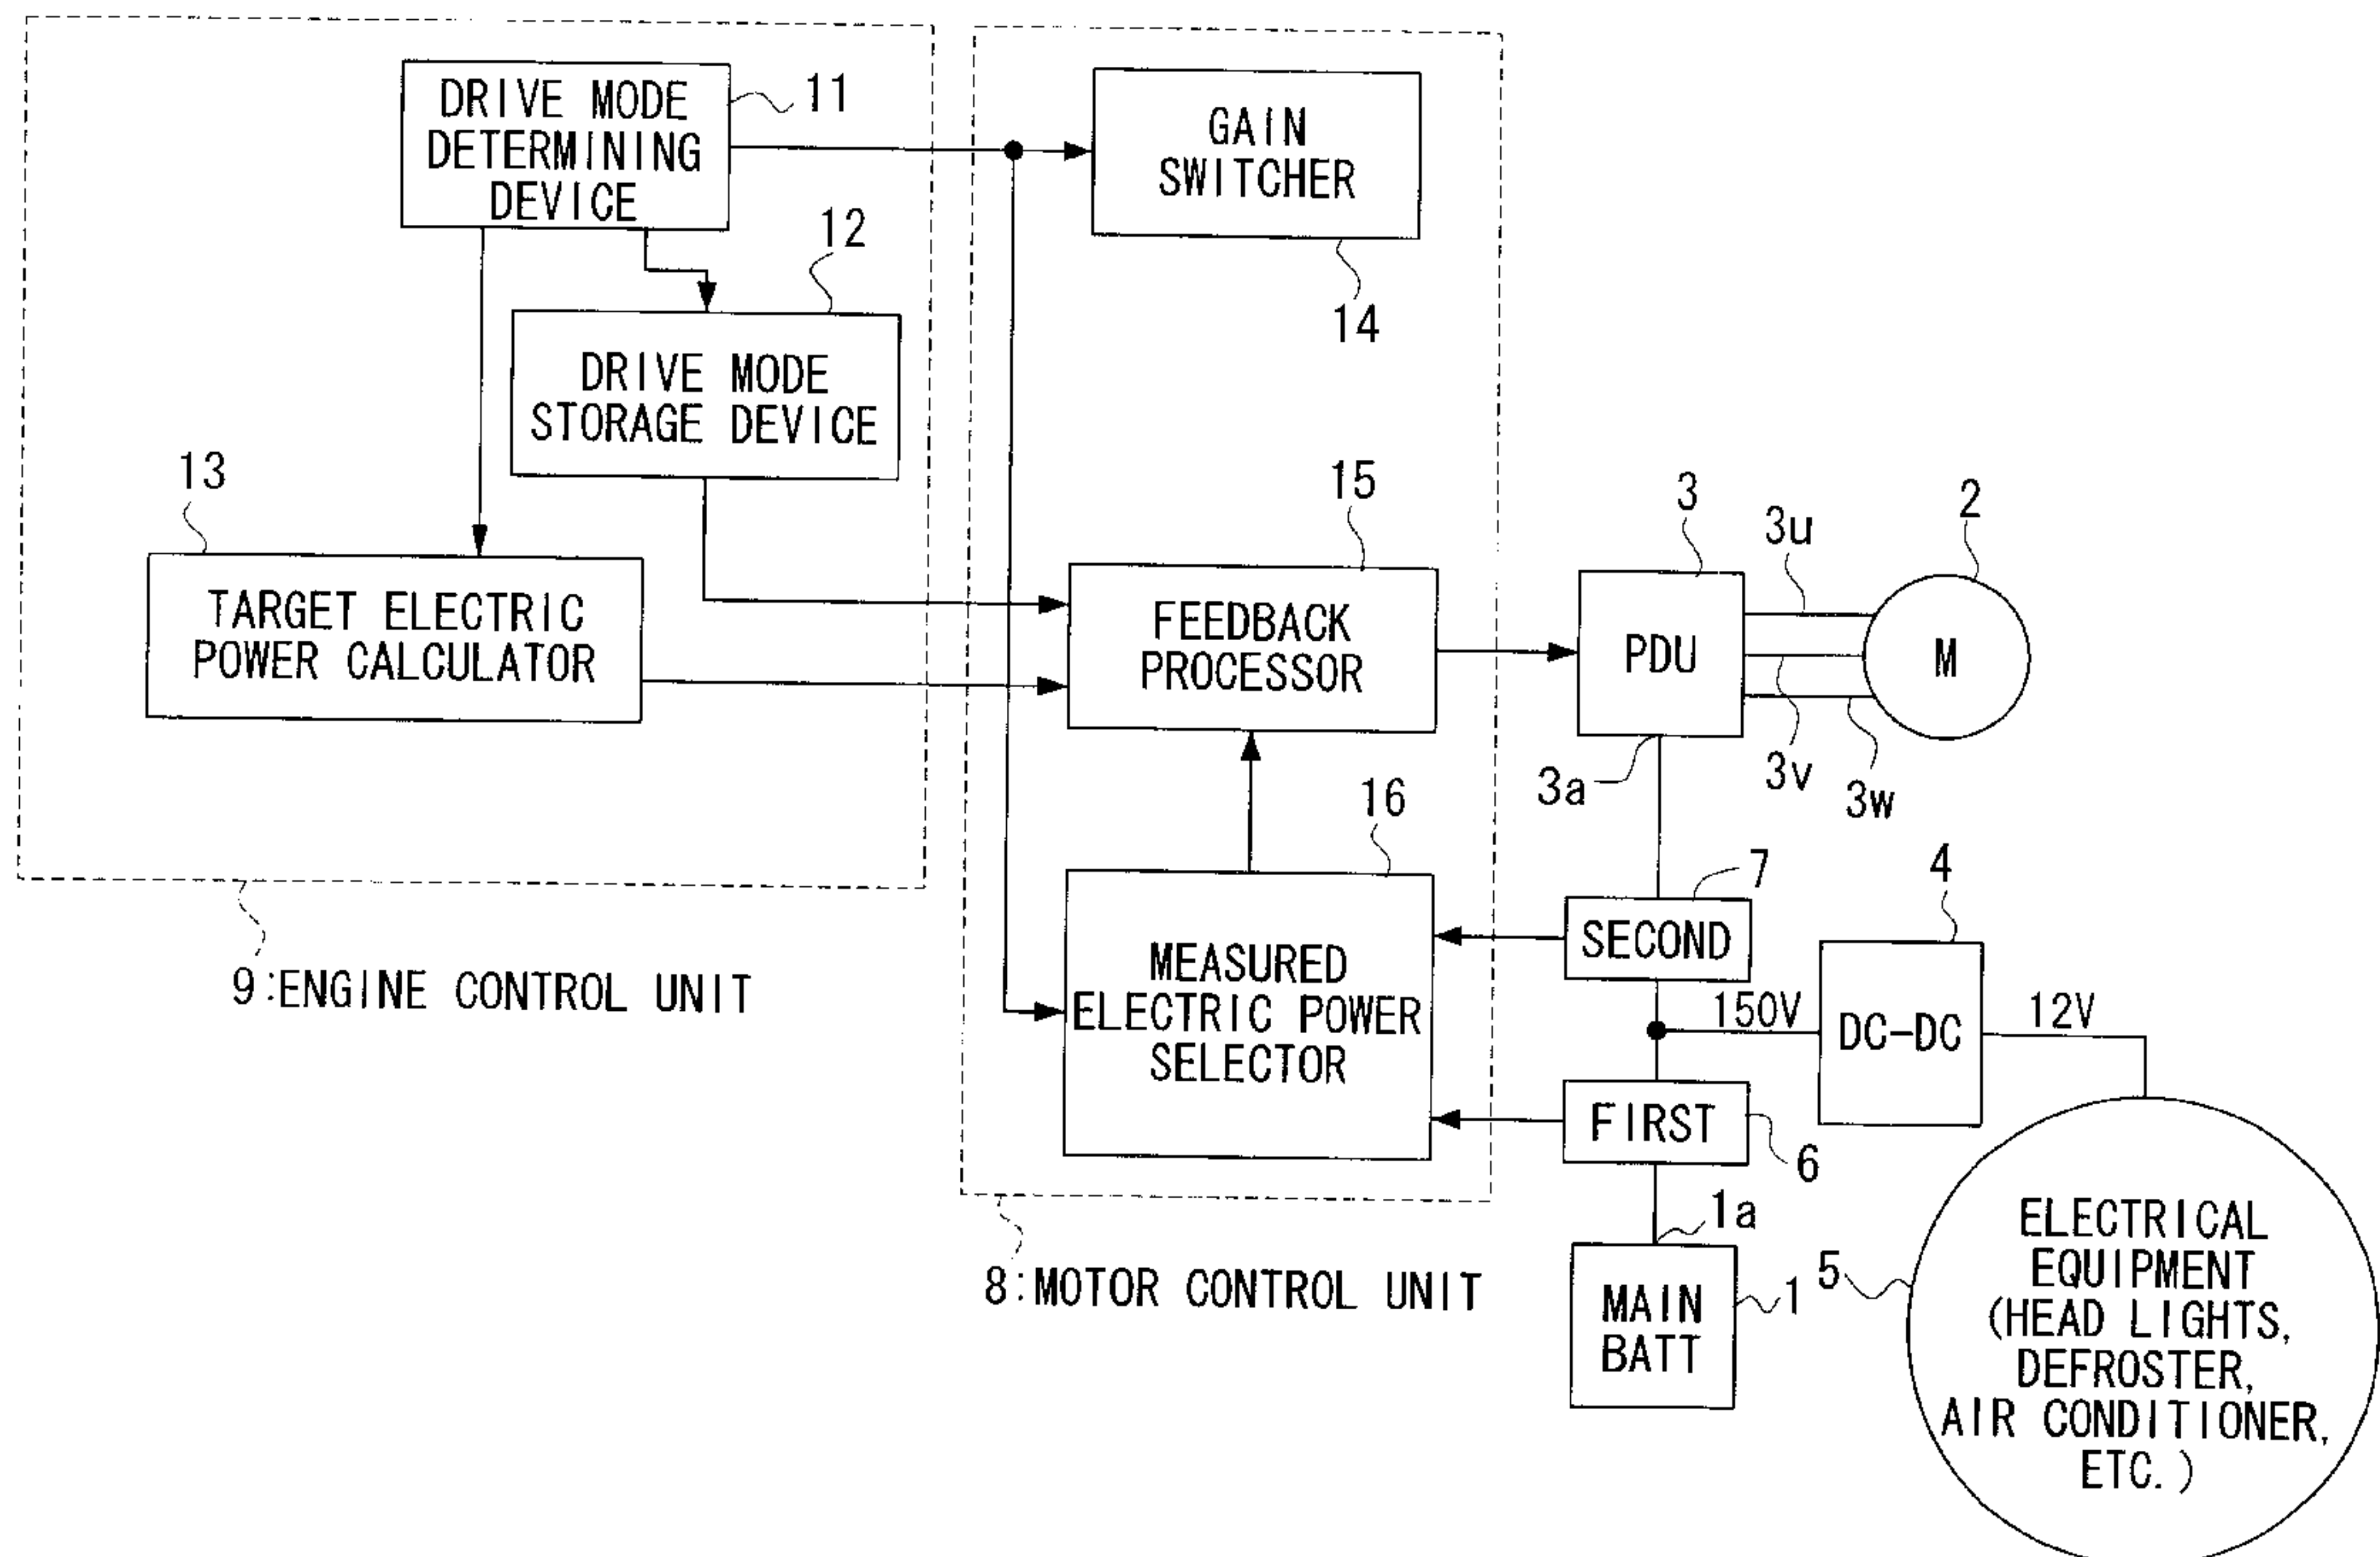 DRIVE MODE
DETERMINING
DEVICE
11
GAIN
SWITCHER
14
12
DRIVE MODE
STORAGE DEVICE
13
TARGET ELECTRIC
POWER CALCULATOR
15
FEEDBACK
PROCESSOR
3
PDU
3u
3v
3w
3a
2
M
16
MEASURED
ELECTRIC POWER
SELECTOR
7
SECOND
150V
4
DC-DC
12V
FIRST
6
1a
MAIN
BATT
1
5
ELECTRICAL
EQUIPMENT
(HEAD LIGHTS,
DEFROSTER,
AIR CONDITIONER,
ETC.)
9:ENGINE CONTROL UNIT
8:MOTOR CONTROL UNIT